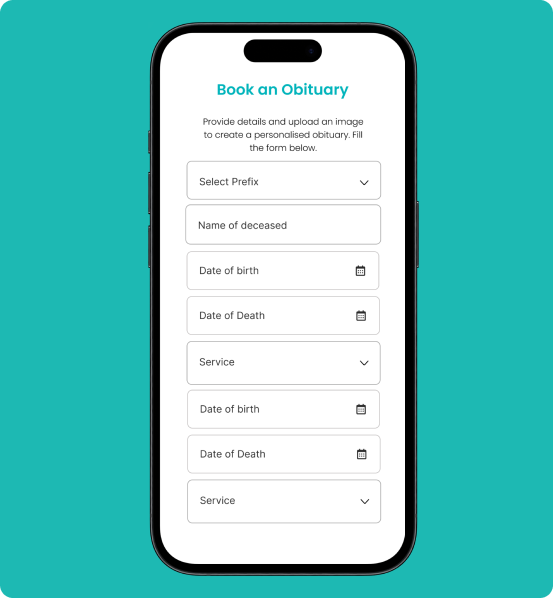 Book an Obituary
Provide details and upload an image
to create a personalised obituary. Fill
the form below.
Select Prefix
Name of deceased
Date of birth
Date of Death
Service
Date of birth
Date of Death
Service